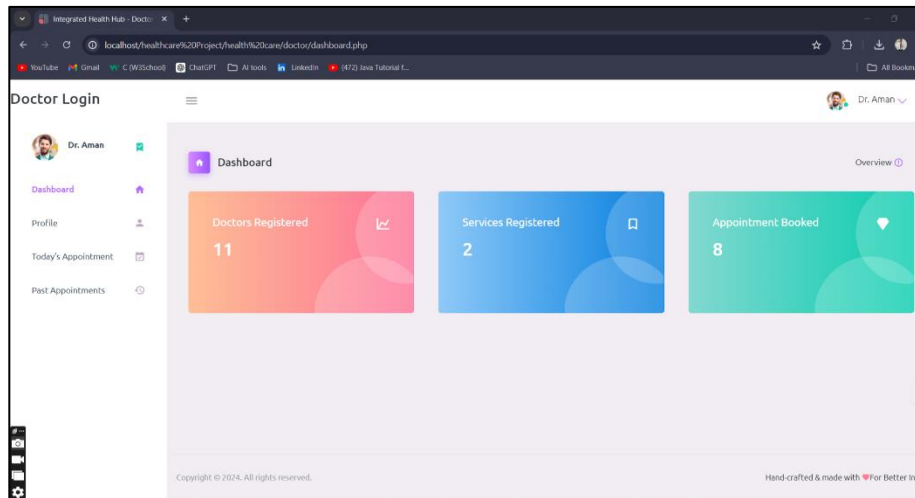 Integrated Health Hub - Docto
localhost/healthcare%20Project/health%20care/doctor/dashboard.php
YouTube Gmail C (W3School) ChatGPT AI tools LinkedIn (472) Java Tutorial f...
All Bookm
Doctor Login
Dr. Aman
Dr. Aman
Dashboard
Overview
Dashboard
Profile
Today's Appointment
Past Appointments
Doctors Registered
11
Services Registered
2
Appointment Booked
8
Copyright © 2024. All rights reserved.
Hand-crafted & made with For Better In